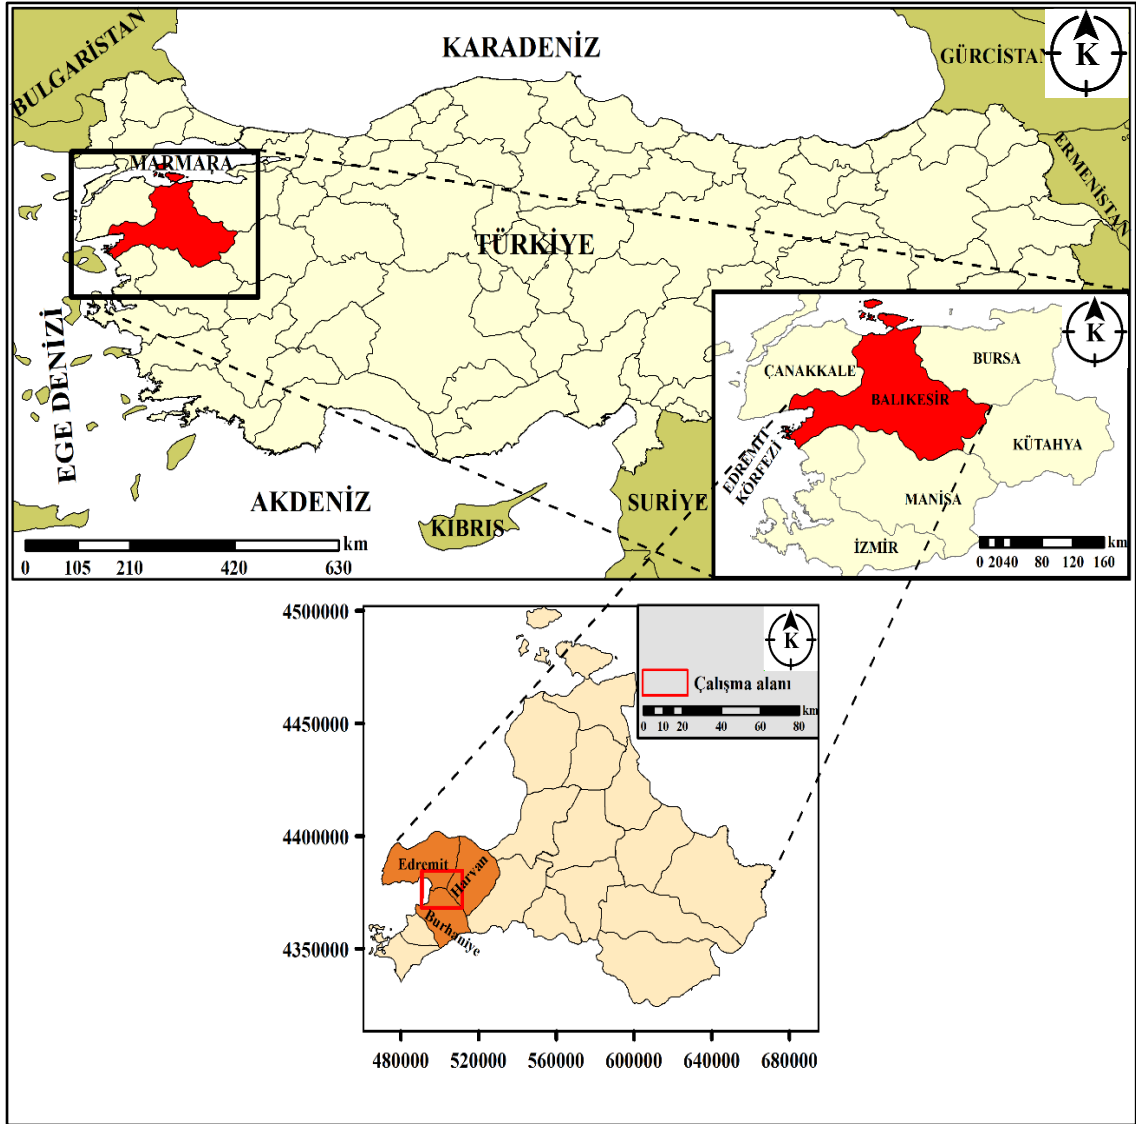 BULGARİSTAN
KARADENİZ
GÜRCİSTAN
K
ERMENİSTAN
MARMARA
TÜRKİYE
EGE DENİZİ
AKDENİZ
KIBRIS
SURİYE
km
0 105 210 420 630
K
ÇANAKKALE
BURSA
BALIKESİR
EDREMİT
KÖRFEZİ
KÜTAHYA
MANİSA
İZMİR
km
0 20 40 80 120 160
K
Çalışma alanı
km
0 10 20 40 60 80
4500000
4450000
4400000
4350000
Edremit
Harvan
Burhaniye
480000 520000 560000 600000 640000 680000